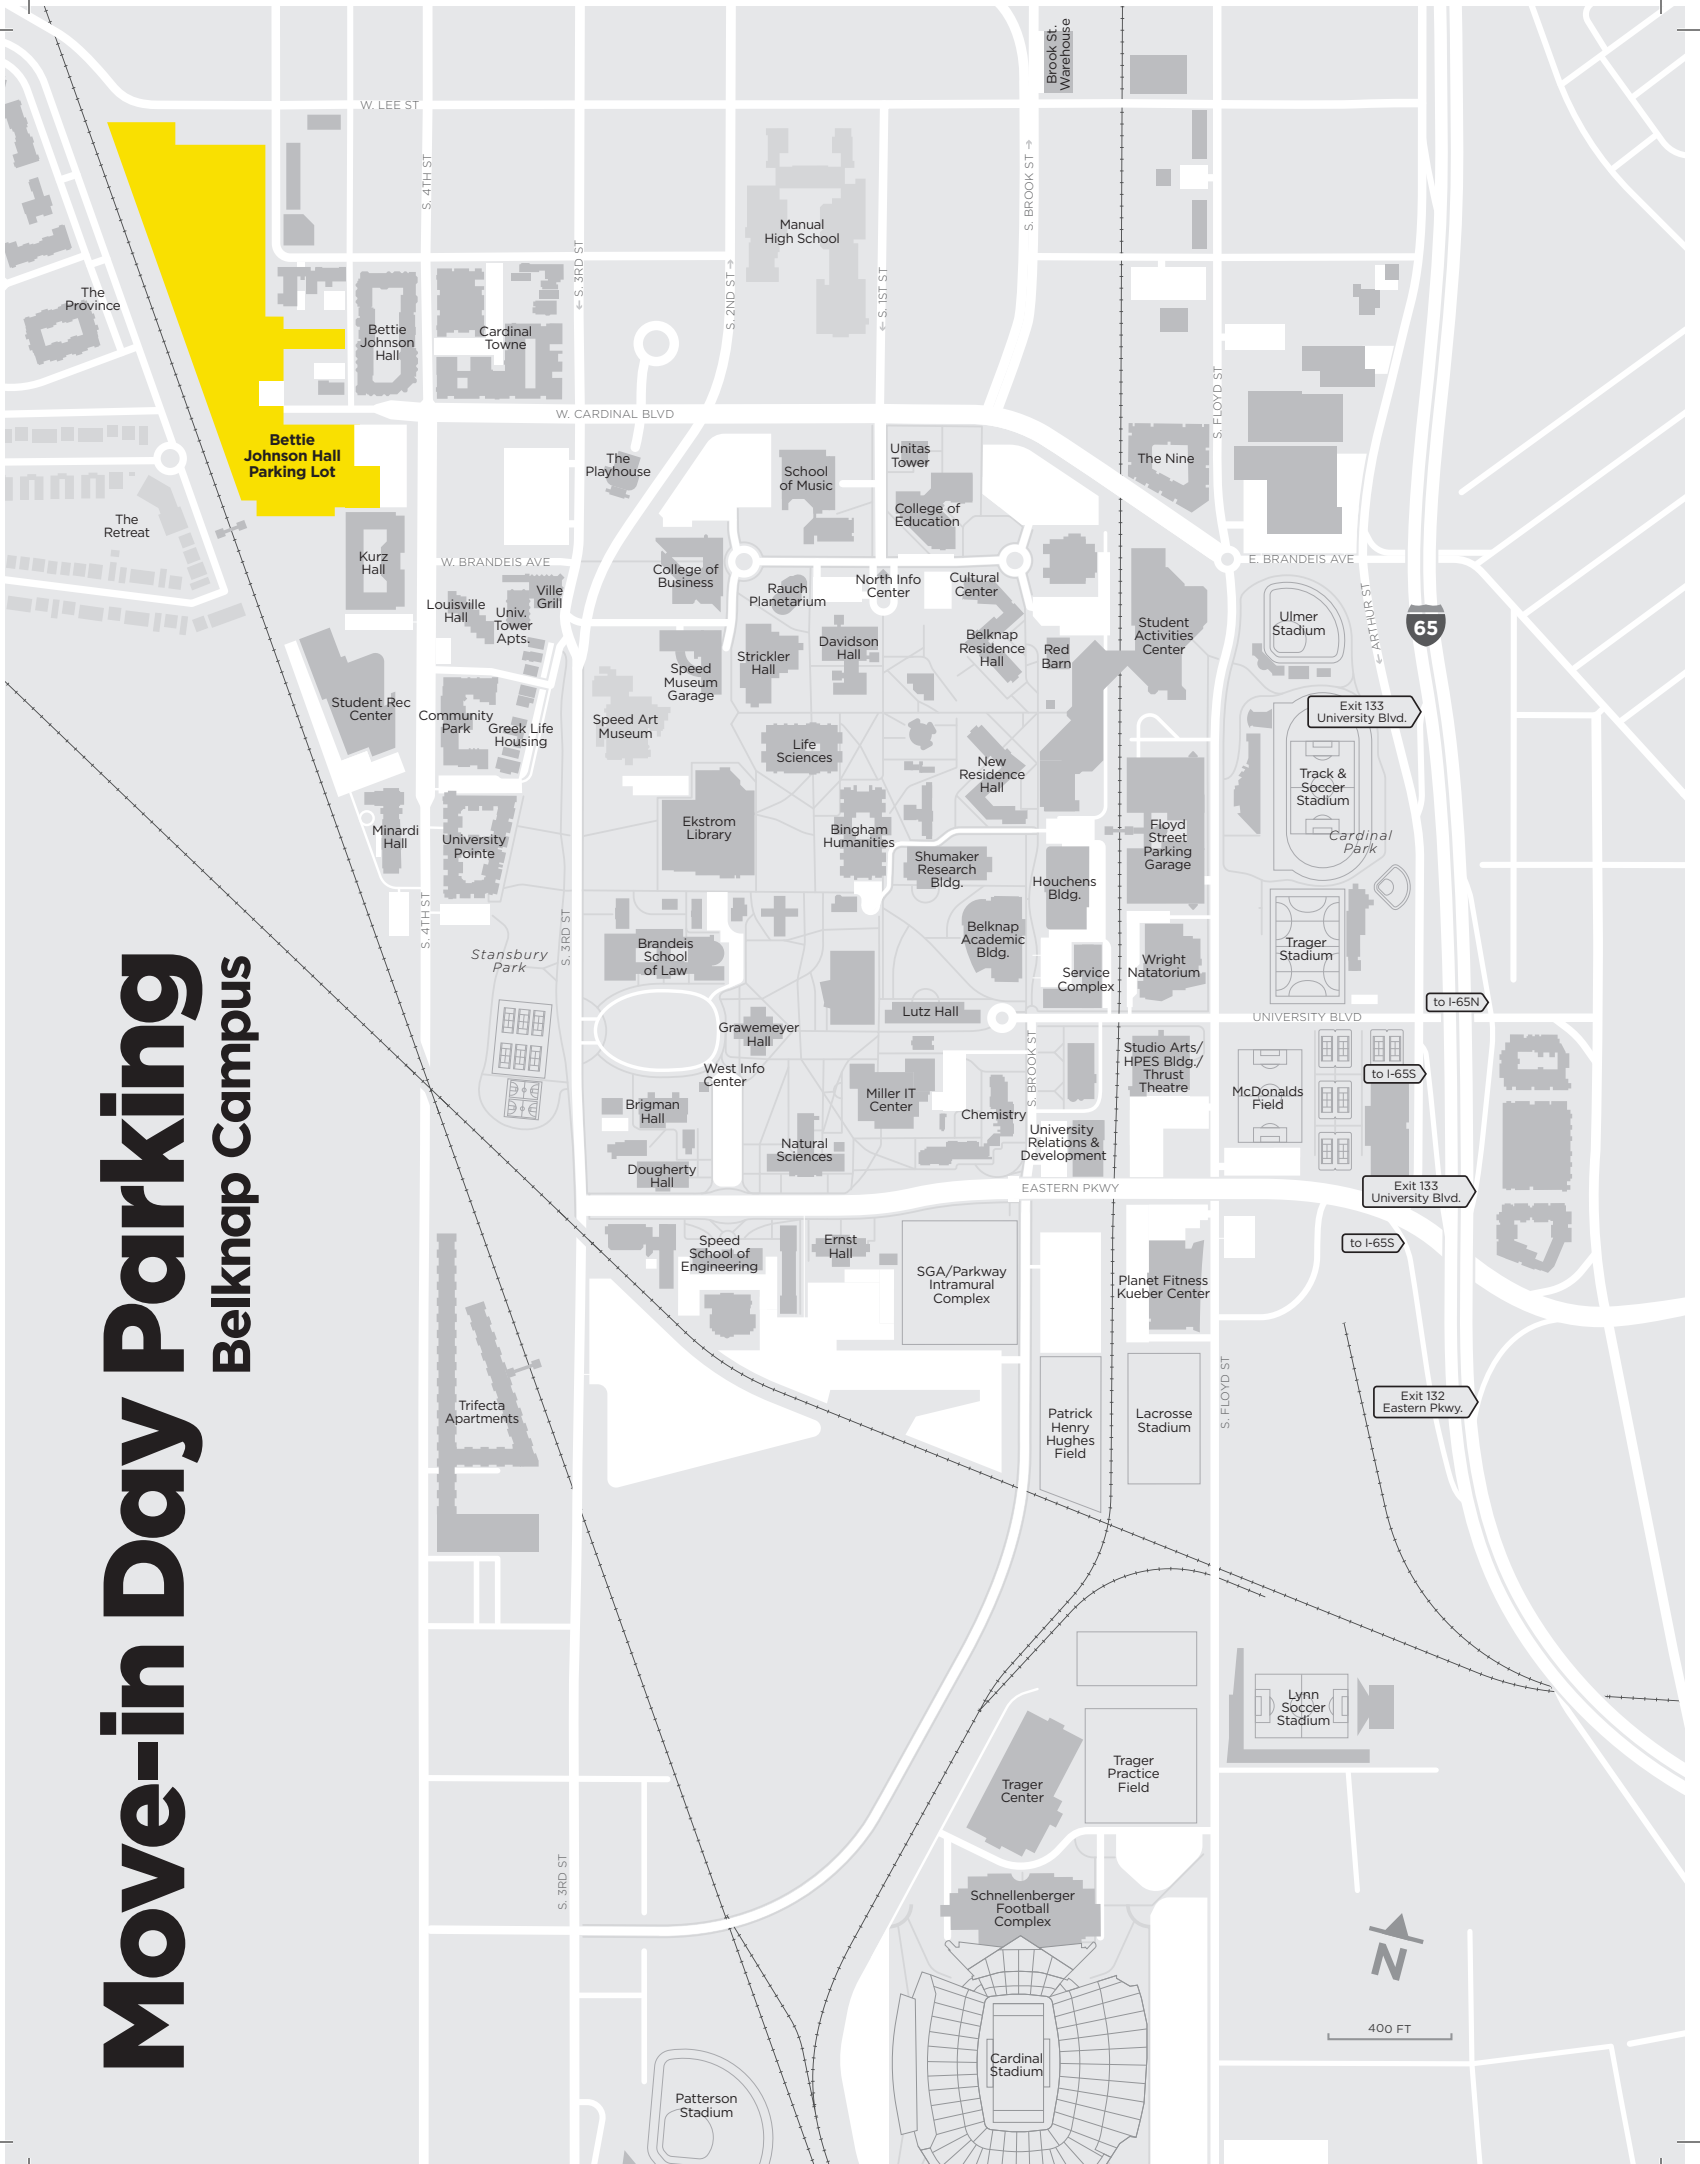 Move-in Day Parking
Belknap Campus
Brook St.
Warehouse
W. LEE ST
S. 4TH ST
S. BROOK ST →
Manual
High School
← S. 3RD ST
S. 2ND ST →
← S. 1ST ST
The
Province
Bettie
Johnson
Hall
Cardinal
Towne
S. FLOYD ST
W. CARDINAL BLVD
Bettie
Johnson Hall
Parking Lot
The
Playhouse
School
of Music
Unitas
Tower
The Nine
College of
Education
The
Retreat
Kurz
Hall
W. BRANDEIS AVE
E. BRANDEIS AVE
College of
Business
Rauch
Planetarium
North Info
Center
Cultural
Center
Louisville
Hall
Univ.
Tower
Apts.
Ville
Grill
Ulmer
Stadium
← ARTHUR ST
65
Student
Activities
Center
Strickler
Hall
Davidson
Hall
Belknap
Residence
Hall
Red
Barn
Speed
Museum
Garage
Student Rec
Center
Community
Park
Greek Life
Housing
Speed Art
Museum
Exit 133
University Blvd.
Life
Sciences
New
Residence
Hall
Track &
Soccer
Stadium
Cardinal
Park
Ekstrom
Library
Bingham
Humanities
Floyd
Street
Parking
Garage
Minardi
Hall
University
Pointe
Shumaker
Research
Bldg.
Houchens
Bldg.
S. 4TH ST
S. 3RD ST
Stansbury
Park
Brandeis
School
of Law
Belknap
Academic
Bldg.
Service
Complex
Wright
Natatorium
Trager
Stadium
to I-65N
Lutz Hall
UNIVERSITY BLVD
Grawemeyer
Hall
S. BROOK ST
Studio Arts/
HPES Bldg./
Thrust
Theatre
West Info
Center
to I-65S
Miller IT
Center
McDonalds
Field
Brigman
Hall
Chemistry
University
Relations &
Development
Natural
Sciences
Dougherty
Hall
EASTERN PKWY
Exit 133
University Blvd.
Speed
School of
Engineering
Ernst
Hall
to I-65S
SGA/Parkway
Intramural
Complex
Planet Fitness
Kueber Center
S. FLOYD ST
Exit 132
Eastern Pkwy.
Trifecta
Apartments
Patrick
Henry
Hughes
Field
Lacrosse
Stadium
Lynn
Soccer
Stadium
Trager
Center
Trager
Practice
Field
S. 3RD ST
Schnellenberger
Football
Complex
N
400 FT
Cardinal
Stadium
Patterson
Stadium